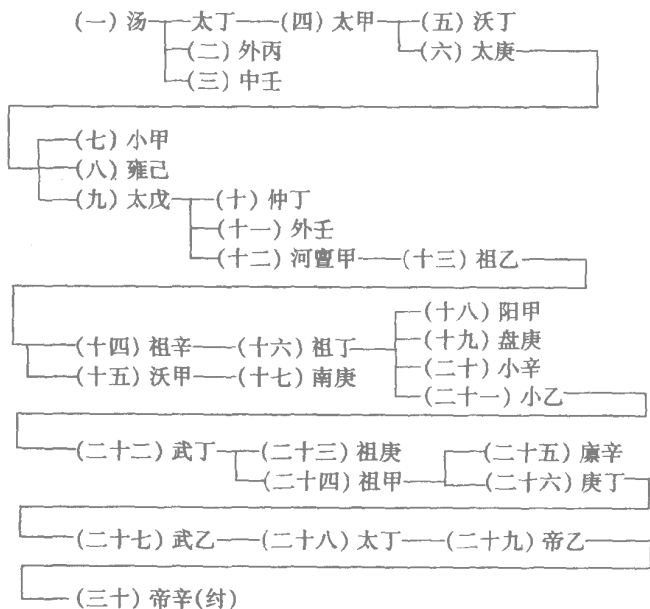 (一) 汤 太丁 (四) 太甲 (五) 沃丁
(二) 外丙 (六) 太庚
(三) 中壬
(七) 小甲
(八) 雍己
(九) 太戊 (十) 仲丁
(十一) 外壬
(十二) 河亶甲 (十三) 祖乙
(十八) 阳甲
(十四) 祖辛 (十六) 祖丁 (十九) 盘庚
(十五) 沃甲 (十七) 南庚 (二十) 小辛
(二十一) 小乙
(二十二) 武丁 (二十三) 祖庚 (二十五) 廪辛
(二十四) 祖甲 (二十六) 庚丁
(二十七) 武乙 (二十八) 太丁 (二十九) 帝乙
(三十) 帝辛(纣)